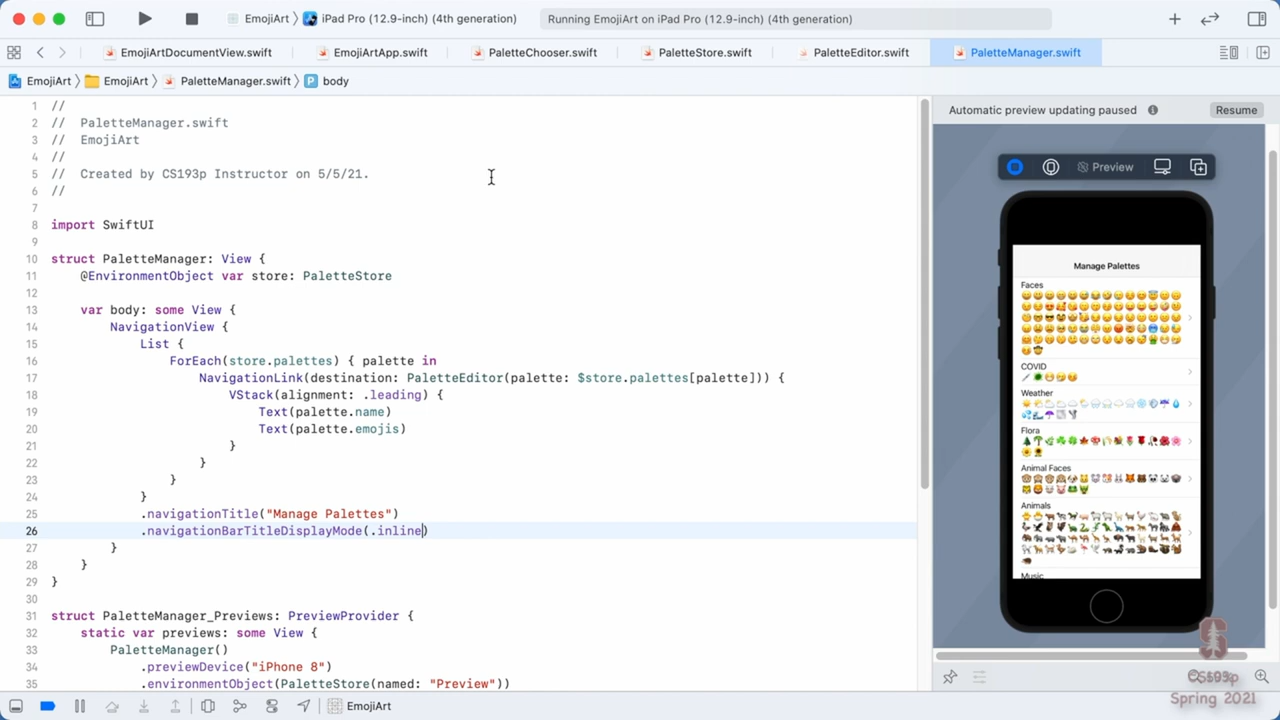 EmojiArt 〉 iPad Pro (12.9-inch) (4th generation)
Running EmojiArt on iPad Pro (12.9-inch) (4th generation)
EmojiArtDocumentView.swift
EmojiArtApp.swift
PaletteChooser.swift
PaletteStore.swift
PaletteEditor.swift
PaletteManager.swift
EmojiArt 〉 EmojiArt 〉 PaletteManager.swift 〉 P body
1 //
2 //  PaletteManager.swift
3 //  EmojiArt
4 //
5 //  Created by CS193p Instructor on 5/5/21.
6 //
7
8 import SwiftUI
9
10 struct PaletteManager: View {
11     @EnvironmentObject var store: PaletteStore
12
13     var body: some View {
14         NavigationView {
15             List {
16                 ForEach(store.palettes) { palette in
17                     NavigationLink(destination: PaletteEditor(palette: $store.palettes[palette])) {
18                         VStack(alignment: .leading) {
19                             Text(palette.name)
20                             Text(palette.emojis)
21                         }
22                     }
23                 }
24             }
25             .navigationTitle("Manage Palettes")
26             .navigationBarTitleDisplayMode(.inline)
27         }
28     }
29 }
30
31 struct PaletteManager_Previews: PreviewProvider {
32     static var previews: some View {
33         PaletteManager()
34             .previewDevice("iPhone 8")
35             .environmentObject(PaletteStore(named: "Preview"))
Automatic preview updating paused
Resume
Preview
Manage Palettes
Faces
COVID
Weather
Flora
Animal Faces
Animals
Music
EmojiArt
CS193p
Spring 2021